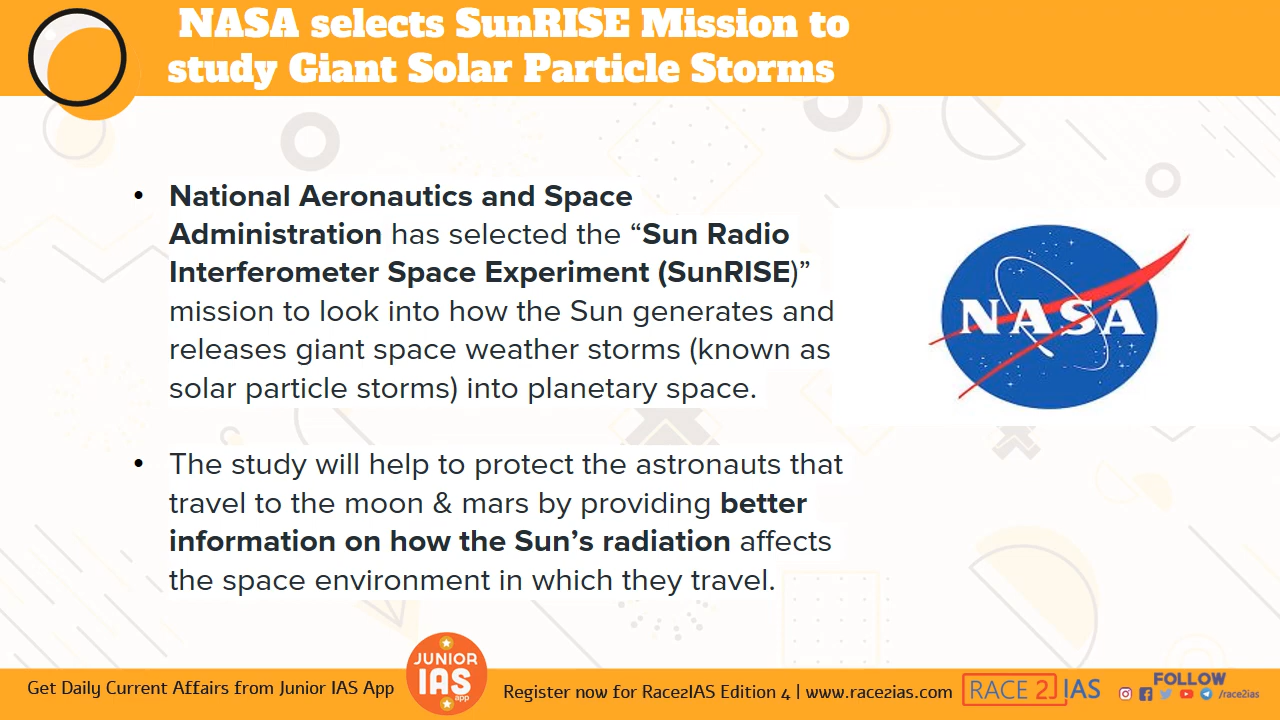 NASA selects SunRISE Mission to
study Giant Solar Particle Storms
• National Aeronautics and Space
Administration has selected the “Sun Radio
Interferometer Space Experiment (SunRISE)”
mission to look into how the Sun generates and
releases giant space weather storms (known as
solar particle storms) into planetary space.
NASA
• The study will help to protect the astronauts that
travel to the moon & mars by providing better
information on how the Sun’s radiation affects
the space environment in which they travel.
Get Daily Current Affairs from Junior IAS App
JUNIOR
IAS
app
Register now for Race2IAS Edition 4 | www.race2ias.com
RACE 2 IAS
FOLLOW
/race2ias